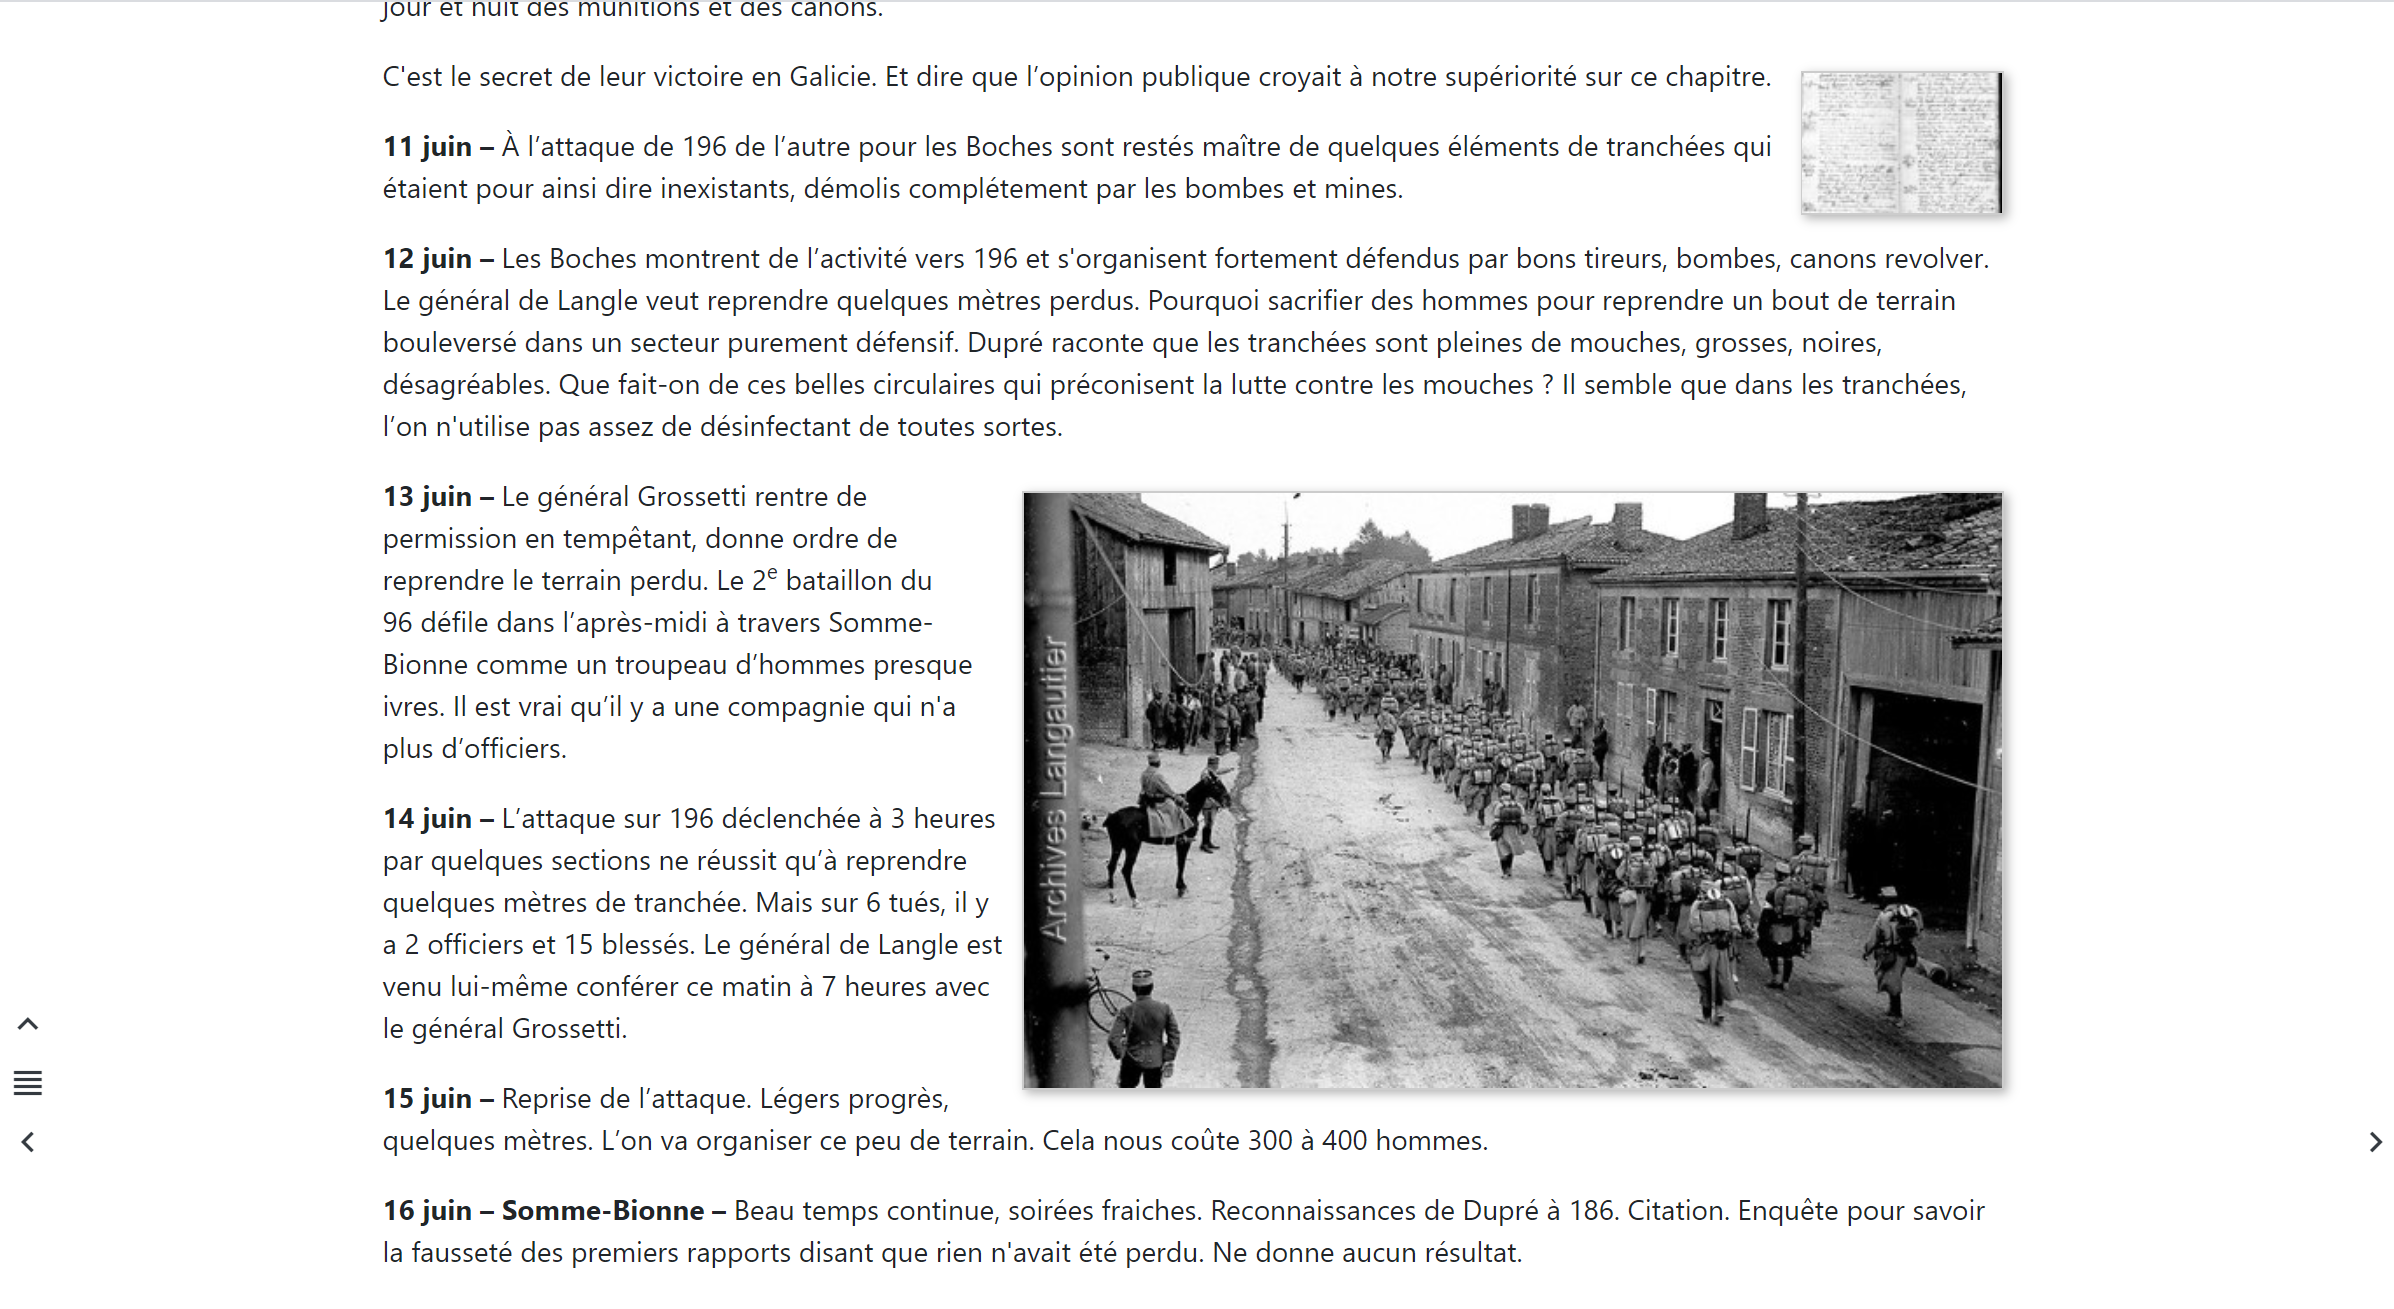 jour et nuit des munitions et des canons.
C'est le secret de leur victoire en Galicie. Et dire que l’opinion publique croyait à notre supériorité sur ce chapitre.
11 juin – À l’attaque de 196 de l’autre pour les Boches sont restés maître de quelques éléments de tranchées qui
étaient pour ainsi dire inexistants, démolis complétement par les bombes et mines.
12 juin – Les Boches montrent de l’activité vers 196 et s'organisent fortement défendus par bons tireurs, bombes, canons revolver.
Le général de Langle veut reprendre quelques mètres perdus. Pourquoi sacrifier des hommes pour reprendre un bout de terrain
bouleversé dans un secteur purement défensif. Dupré raconte que les tranchées sont pleines de mouches, grosses, noires,
désagréables. Que fait-on de ces belles circulaires qui préconisent la lutte contre les mouches ? Il semble que dans les tranchées,
l’on n'utilise pas assez de désinfectant de toutes sortes.
13 juin – Le général Grossetti rentre de
permission en tempêtant, donne ordre de
reprendre le terrain perdu. Le 2e bataillon du
96 défile dans l’après-midi à travers Somme-
Bionne comme un troupeau d’hommes presque
ivres. Il est vrai qu’il y a une compagnie qui n'a
plus d’officiers.
14 juin – L’attaque sur 196 déclenchée à 3 heures
par quelques sections ne réussit qu’à reprendre
quelques mètres de tranchée. Mais sur 6 tués, il y
a 2 officiers et 15 blessés. Le général de Langle est
venu lui-même conférer ce matin à 7 heures avec
le général Grossetti.
Archives Langautier
15 juin – Reprise de l’attaque. Légers progrès,
quelques mètres. L’on va organiser ce peu de terrain. Cela nous coûte 300 à 400 hommes.
16 juin – Somme-Bionne – Beau temps continue, soirées fraiches. Reconnaissances de Dupré à 186. Citation. Enquête pour savoir
la fausseté des premiers rapports disant que rien n'avait été perdu. Ne donne aucun résultat.